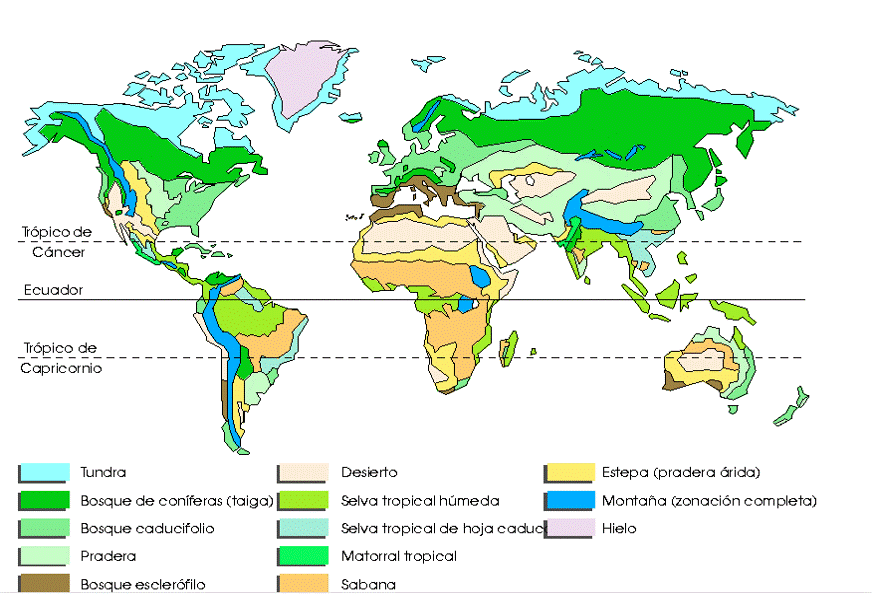 Trópico de
Cáncer
Ecuador
Trópico de
Capricornio
Tundra
Bosque de coníferas (taiga)
Bosque caducifolio
Pradera
Bosque esclerófilo
Desierto
Selva tropical húmeda
Selva tropical de hoja caduc
Matorral tropical
Sabana
Estepa (pradera árida)
Montaña (zonación completa)
Hielo